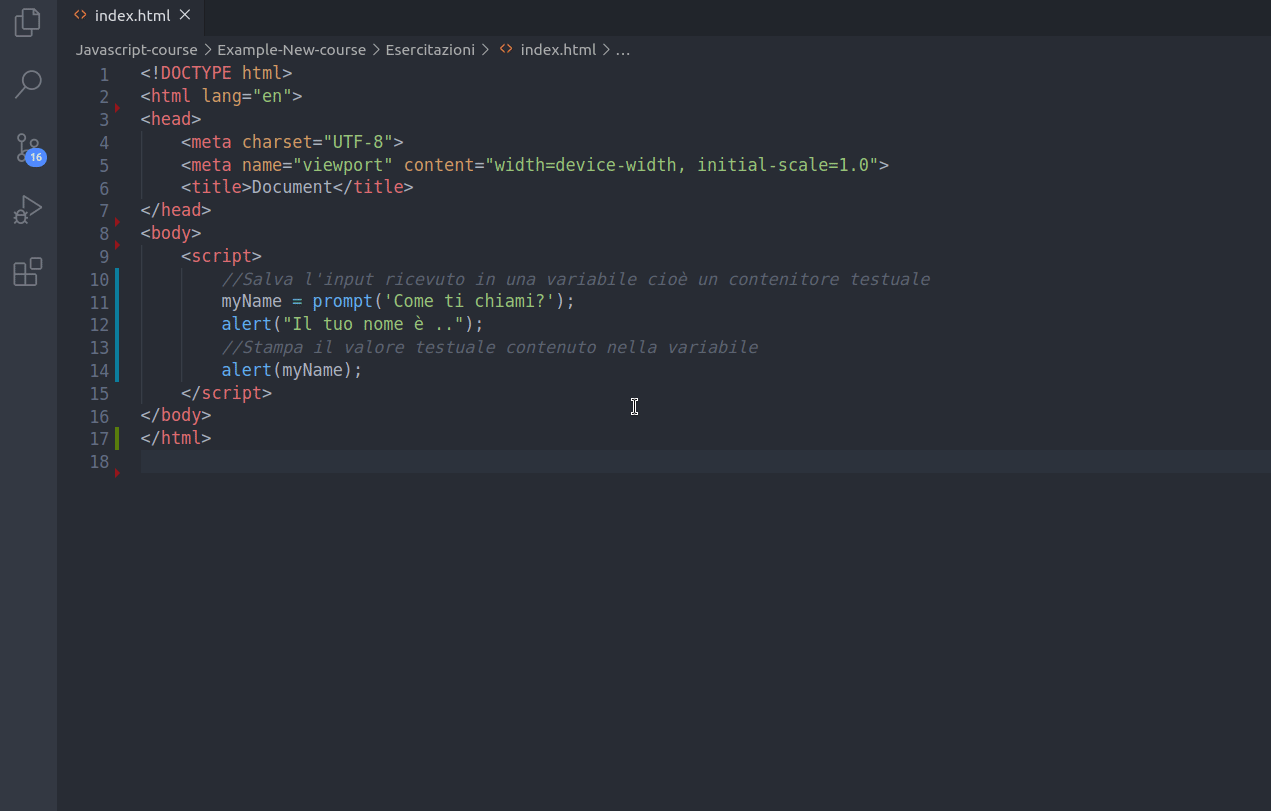 index.html
Javascript-course > Example-New-course > Esercitazioni > <> index.html > ...
1 <!DOCTYPE html>
2 <html lang="en">
3 <head>
4     <meta charset="UTF-8">
5     <meta name="viewport" content="width=device-width, initial-scale=1.0">
6     <title>Document</title>
7 </head>
8 <body>
9     <script>
10         //Salva l'input ricevuto in una variabile cioè un contenitore testuale
11         myName = prompt('Come ti chiami?');
12         alert("Il tuo nome è ..");
13         //Stampa il valore testuale contenuto nella variabile
14         alert(myName);
15     </script>
16 </body>
17 </html>
18
16